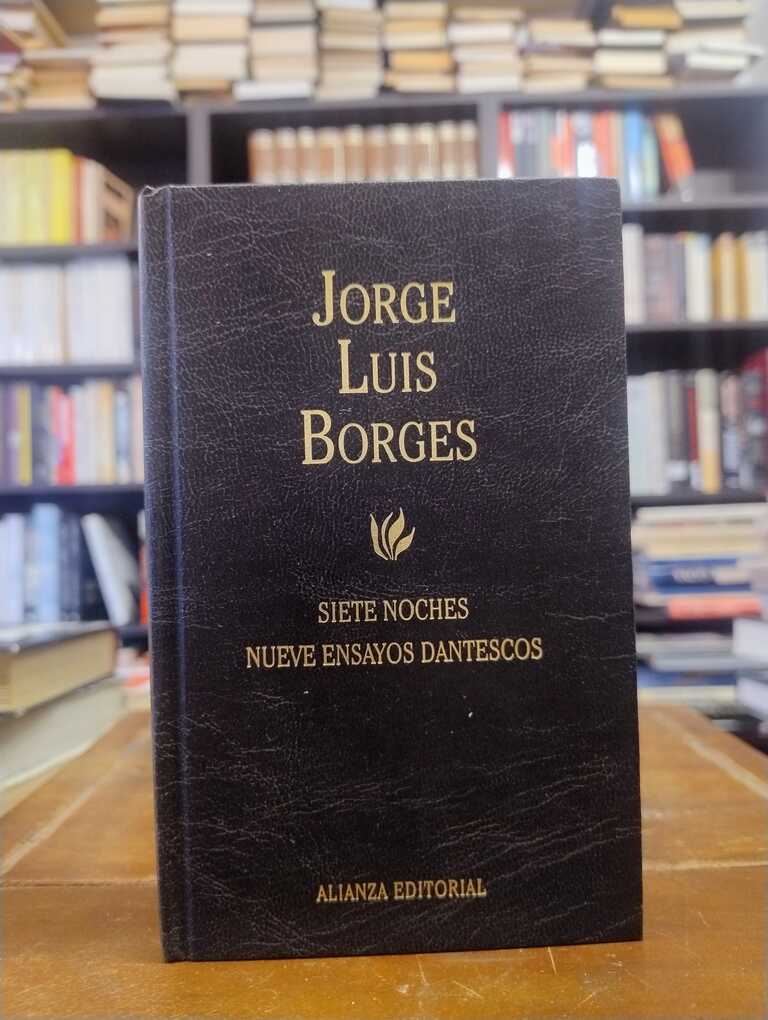 JORGE
LUIS
BORGES
SIETE NOCHES
NUEVE ENSAYOS DANTESCOS
ALIANZA EDITORIAL